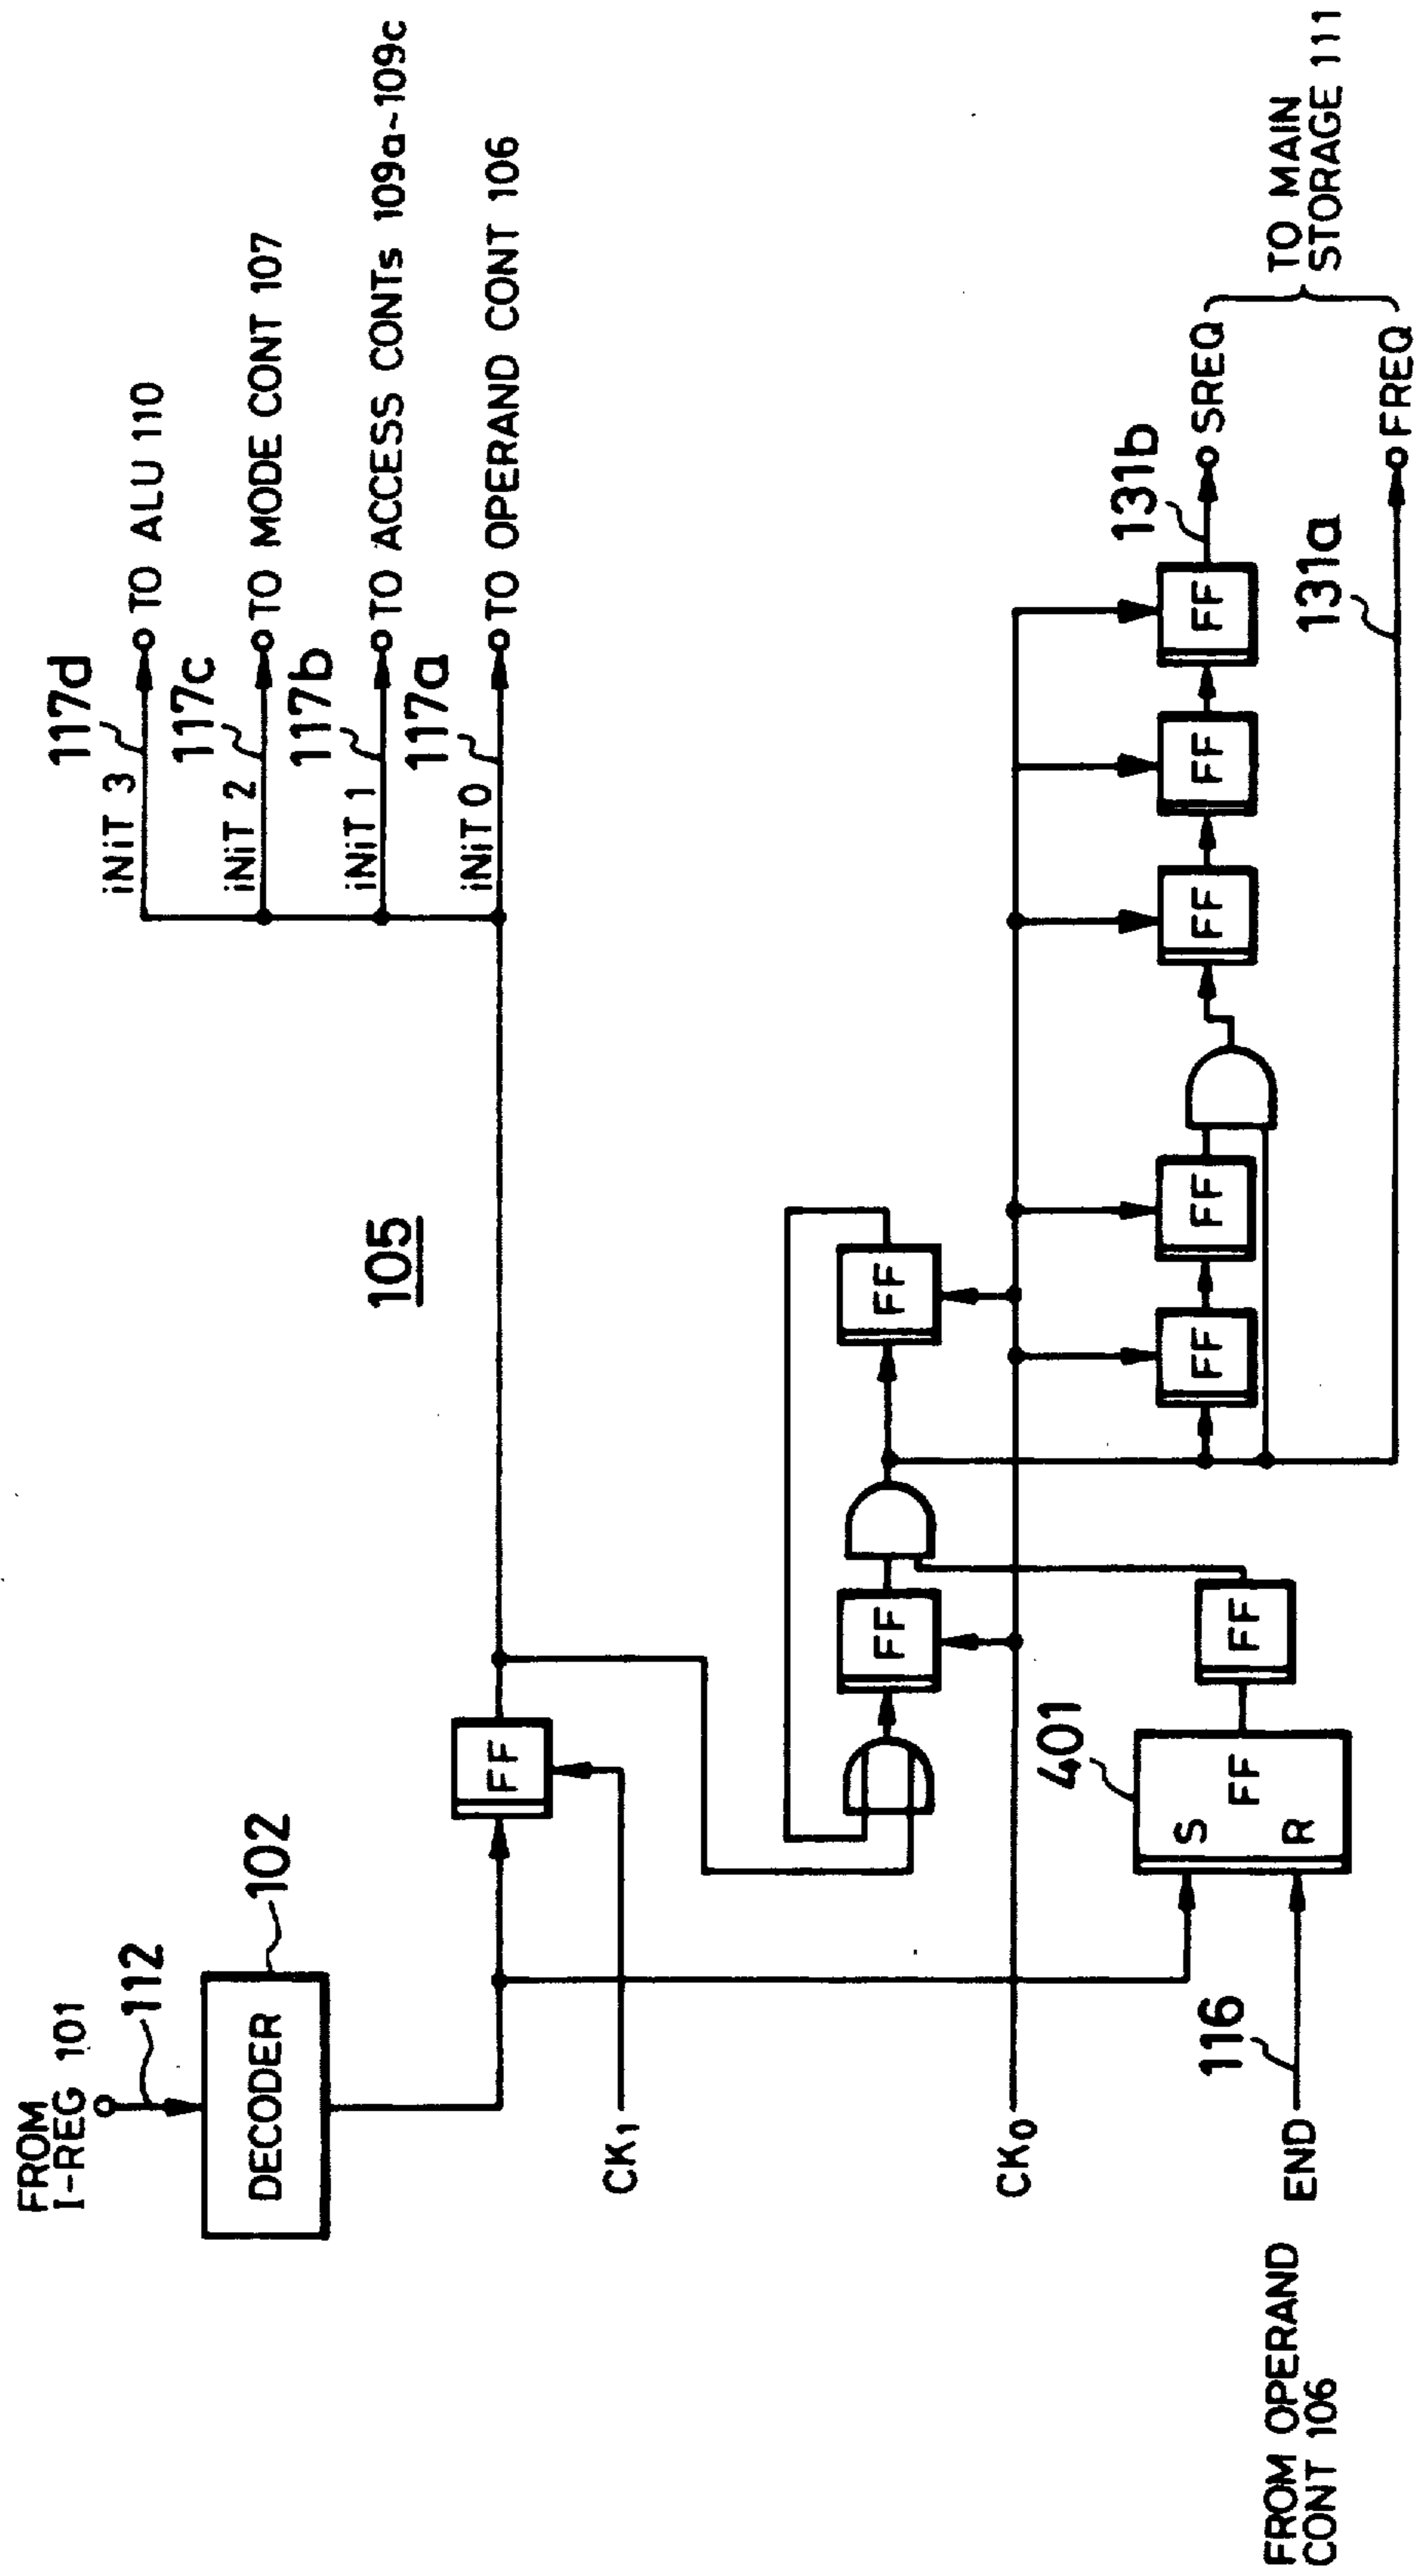 FROM
I-REG 101
112
DECODER
102
CK1
FF
105
iNiT 3
117d
TO ALU 110
iNiT 2
117c
TO MODE CONT 107
iNiT 1
117b
TO ACCESS CONTs 109a~109c
iNiT 0
117a
TO OPERAND CONT 106
CK0
FF
FF
FROM OPERAND
CONT 106
END
116
S
R
FF
401
FF
FF
FF
FF
FF
FF
131b
SREQ
131a
FREQ
TO MAIN
STORAGE 111